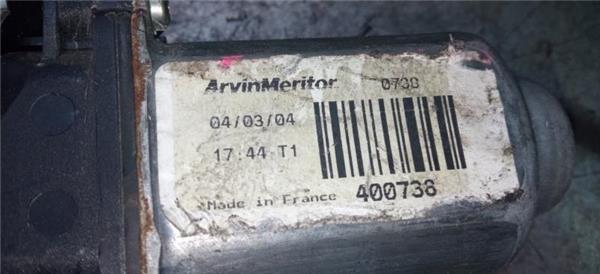 ArvinMeritor 0738
04/03/04
17:44 T1
Made in France 400738